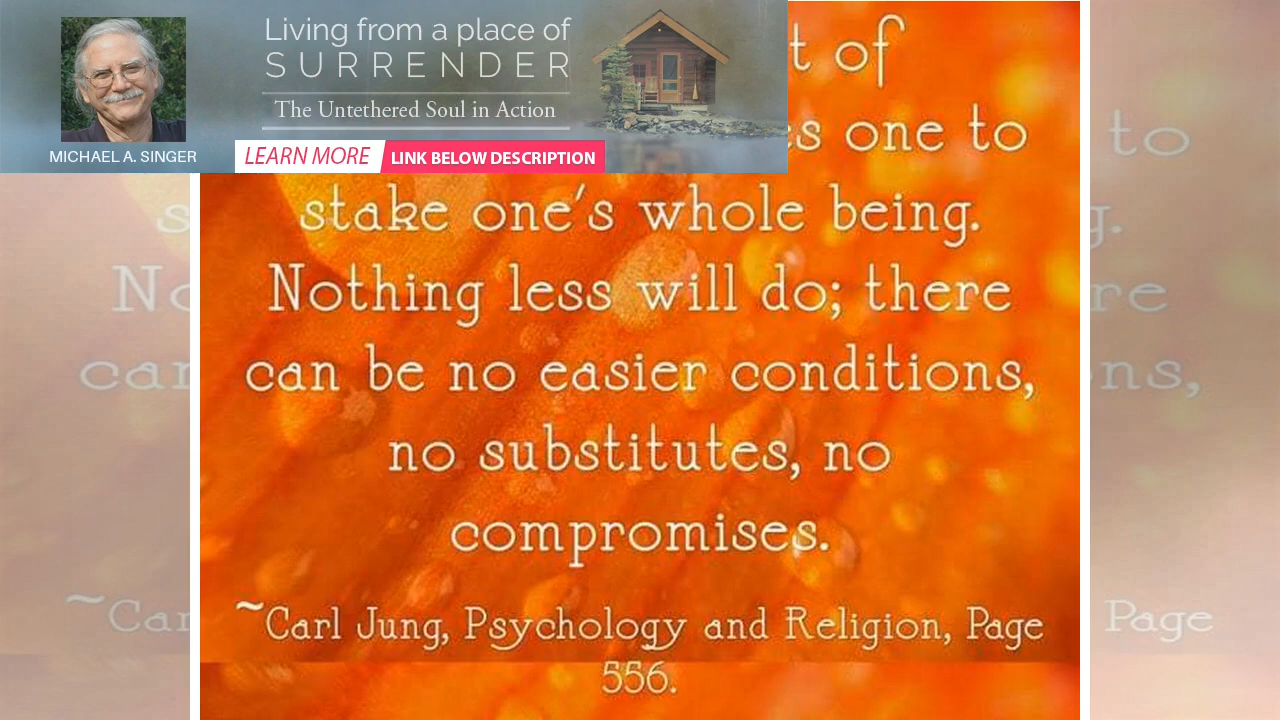 Living from a place of
SURRENDER
The Untethered Soul in Action
MICHAEL A. SINGER
LEARN MORE
LINK BELOW DESCRIPTION
of
one to
stake one's whole being.
Nothing less will do; there
can be no easier conditions,
no substitutes, no
compromises.
~Carl Jung, Psychology and Religion, Page
556.